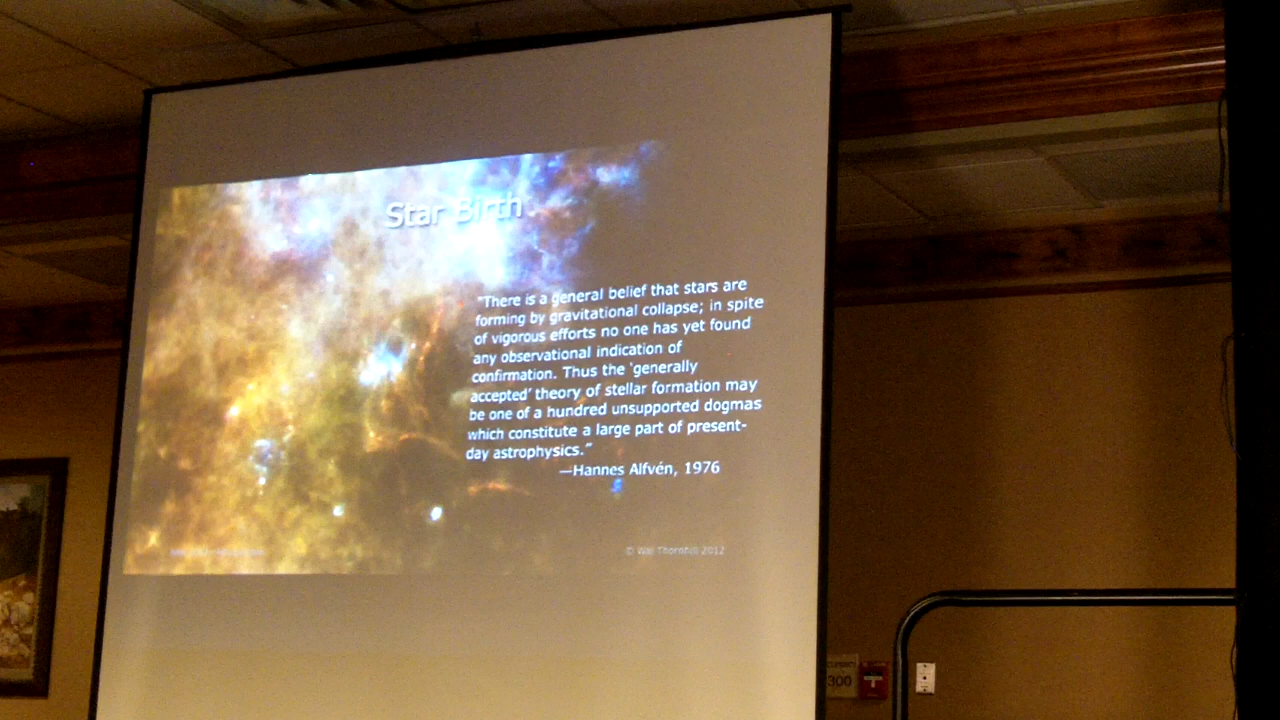 Star Birth
"There is a general belief that stars are
forming by gravitational collapse; in spite
of vigorous efforts no one has yet found
any observational indication of
confirmation. Thus the 'generally
accepted' theory of stellar formation may
be one of a hundred unsupported dogmas
which constitute a large part of present-
day astrophysics."
—Hannes Alfvén, 1976
© Wal Thornhill 2012
300